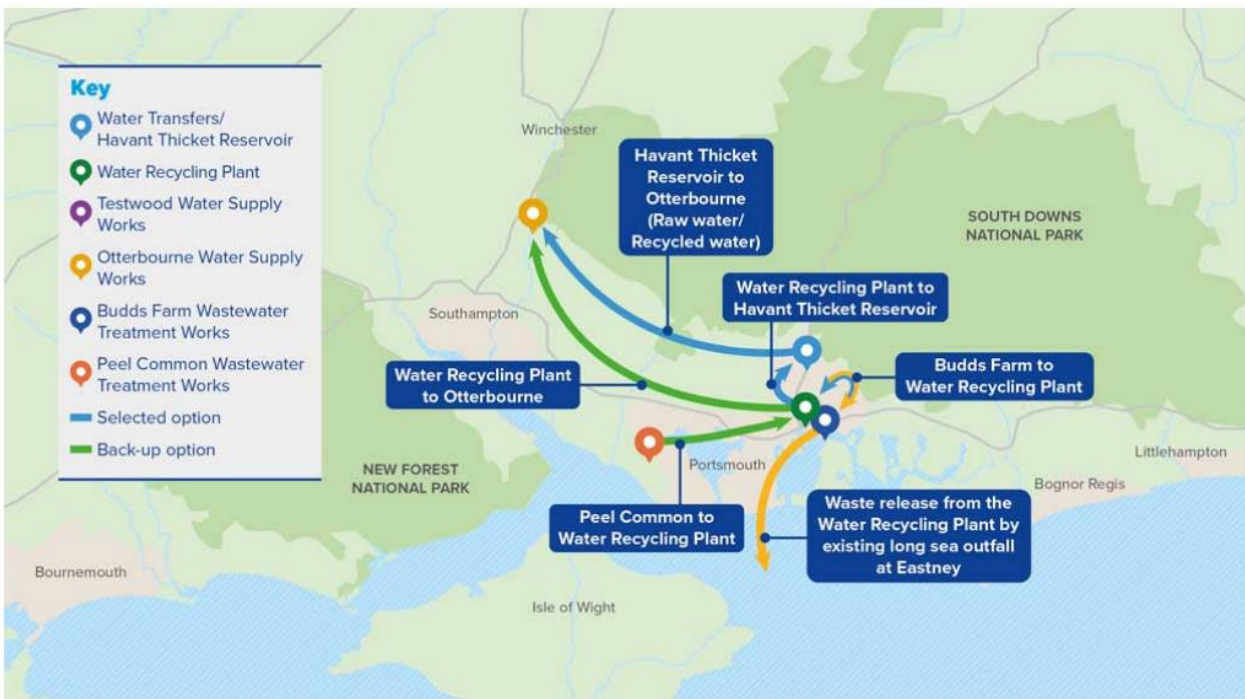 Key
Water Transfers/
Havant Thicket Reservoir
Water Recycling Plant
Testwood Water Supply
Works
Otterbourne Water Supply
Works
Budds Farm Wastewater
Treatment Works
Peel Common Wastewater
Treatment Works
Selected option
Back-up option
Winchester
Havant Thicket
Reservoir to
Otterbourne
(Raw water/
Recycled water)
SOUTH DOWNS
NATIONAL PARK
Southampton
Water Recycling Plant to
Havant Thicket Reservoir
Water Recycling Plant
to Otterbourne
Budds Farm to
Water Recycling Plant
NEW FOREST
NATIONAL PARK
Portsmouth
Littlehampton
Bognor Regis
Peel Common to
Water Recycling Plant
Waste release from the
Water Recycling Plant by
existing long sea outfall
at Eastney
Bournemouth
Isle of Wight